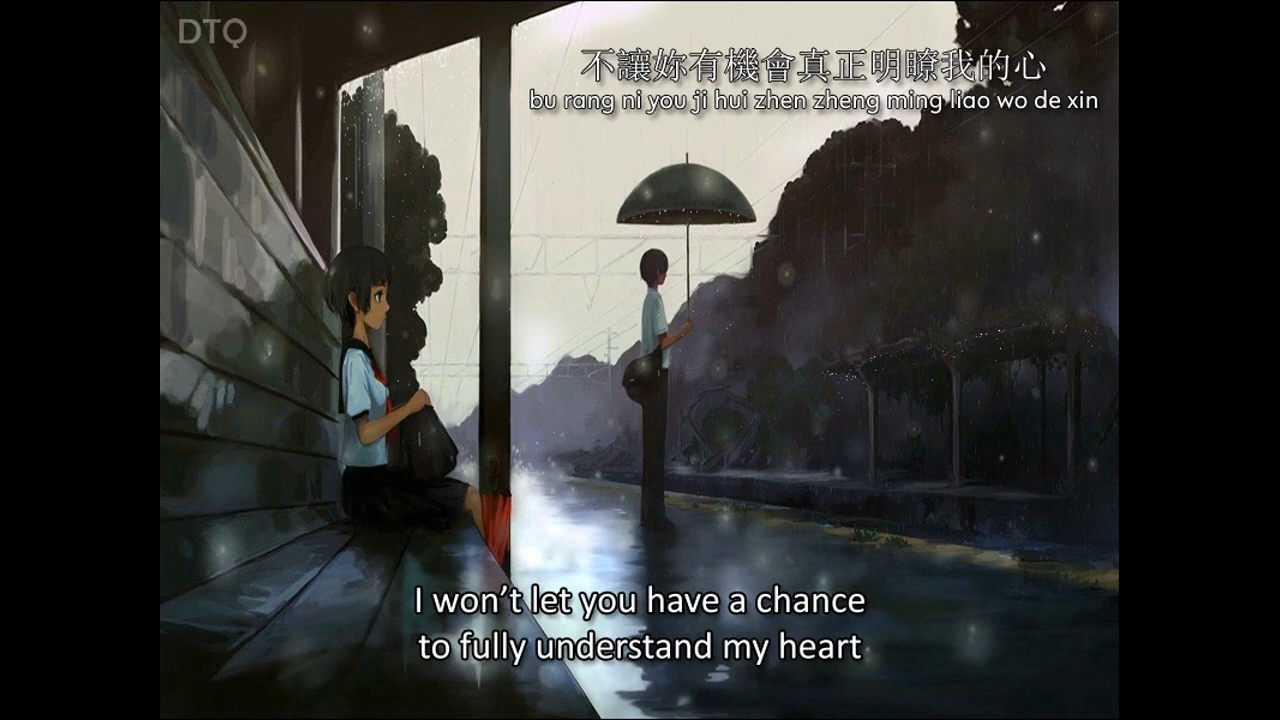 DTQ
不讓妳有機會真正明瞭我的心
bu rang ni you ji hui zhen zheng ming liao wo de xin
I won't let you have a chance
to fully understand my heart